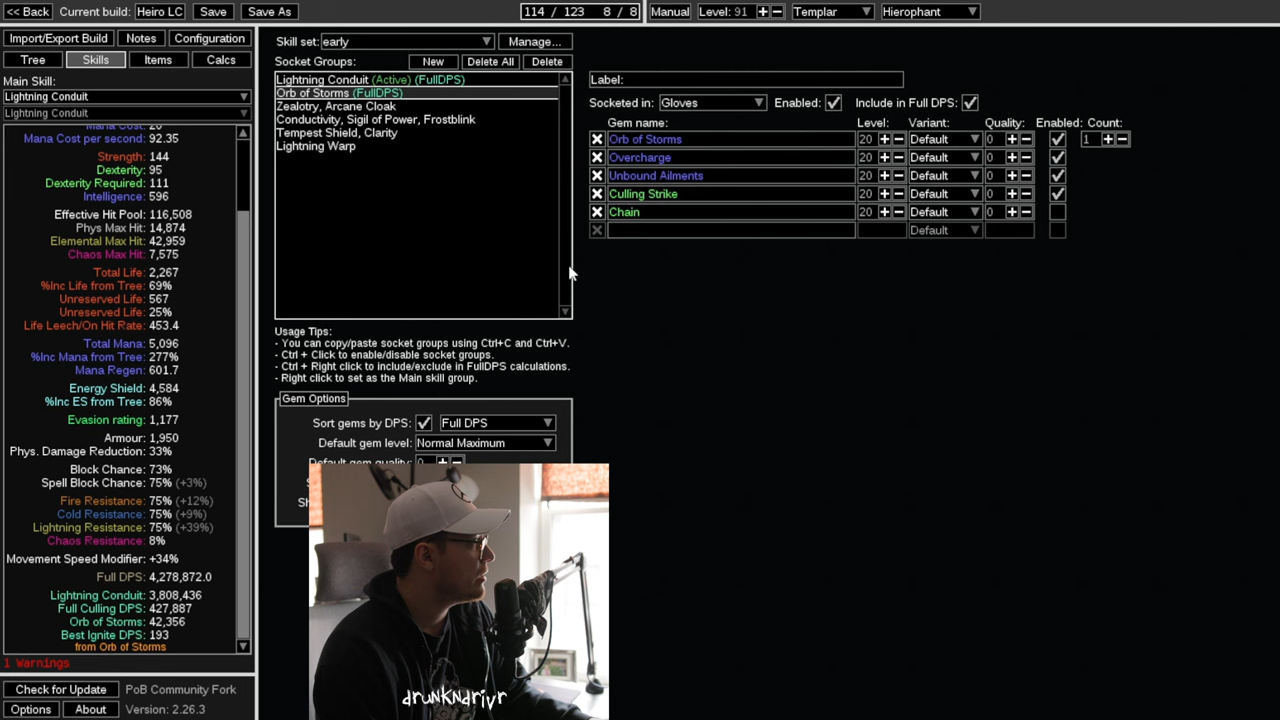 << Back Current build: Heiro LC Save Save As 114 / 123 8 / 8 Manual Level: 91 Templar Hierophant
Import/Export Build Notes Configuration
Tree Skills Items Calcs
Main Skill:
Lightning Conduit
Lightning Conduit
Mana Cost: 20
Mana Cost per second: 92.35
Strength: 144
Dexterity: 95
Dexterity Required: 111
Intelligence: 596
Effective Hit Pool: 116,508
Phys Max Hit: 14,874
Elemental Max Hit: 42,959
Chaos Max Hit: 7,575
Total Life: 2,267
%Inc Life from Tree: 69%
Unreserved Life: 567
Unreserved Life: 25%
Life Leech/On Hit Rate: 453.4
Total Mana: 5,096
%Inc Mana from Tree: 277%
Mana Regen: 601.7
Energy Shield: 4,584
%Inc ES from Tree: 86%
Evasion rating: 1,177
Armour: 1,950
Phys. Damage Reduction: 33%
Block Chance: 73%
Spell Block Chance: 75% (+3%)
Fire Resistance: 75% (+12%)
Cold Resistance: 75% (+9%)
Lightning Resistance: 75% (+39%)
Chaos Resistance: 8%
Movement Speed Modifier: +34%
Full DPS: 4,278,872.0
Lightning Conduit: 3,808,436
Full Culling DPS: 427,887
Orb of Storms: 42,356
Best Ignite DPS: 193
from Orb of Storms
1 Warnings
Check for Update PoB Community Fork
Options About Version: 2.26.3
Skill set: early Manage...
Socket Groups: New Delete All Delete
Lightning Conduit (Active) (FullDPS)
Orb of Storms (FullDPS)
Zealotry, Arcane Cloak
Conductivity, Sigil of Power, Frostblink
Tempest Shield, Clarity
Lightning Warp
Usage Tips:
- You can copy/paste socket groups using Ctrl+C and Ctrl+V.
- Ctrl + Click to enable/disable socket groups.
- Ctrl + Right click to include/exclude in FullDPS calculations.
- Right click to set as the Main skill group.
Gem Options
Sort gems by DPS: Full DPS
Default gem level: Normal Maximum
Default gem quality: 0
Label:
Socketed in: Gloves Enabled: Include in Full DPS:
Gem name: Level: Variant: Quality: Enabled: Count:
Orb of Storms 20 Default 0 1
Overcharge 20 Default 0
Unbound Ailments 20 Default 0
Culling Strike 20 Default 0
Chain 20 Default 0
Default
drunkndrivr